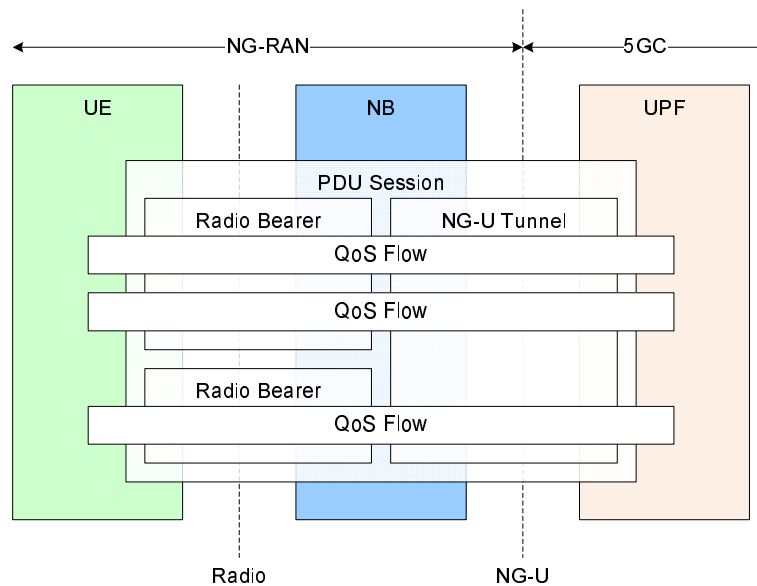 NG-RAN 5GC
UE NB UPF
PDU Session
Radio Bearer NG-U Tunnel
QoS Flow
QoS Flow
Radio Bearer
QoS Flow
Radio NG-U